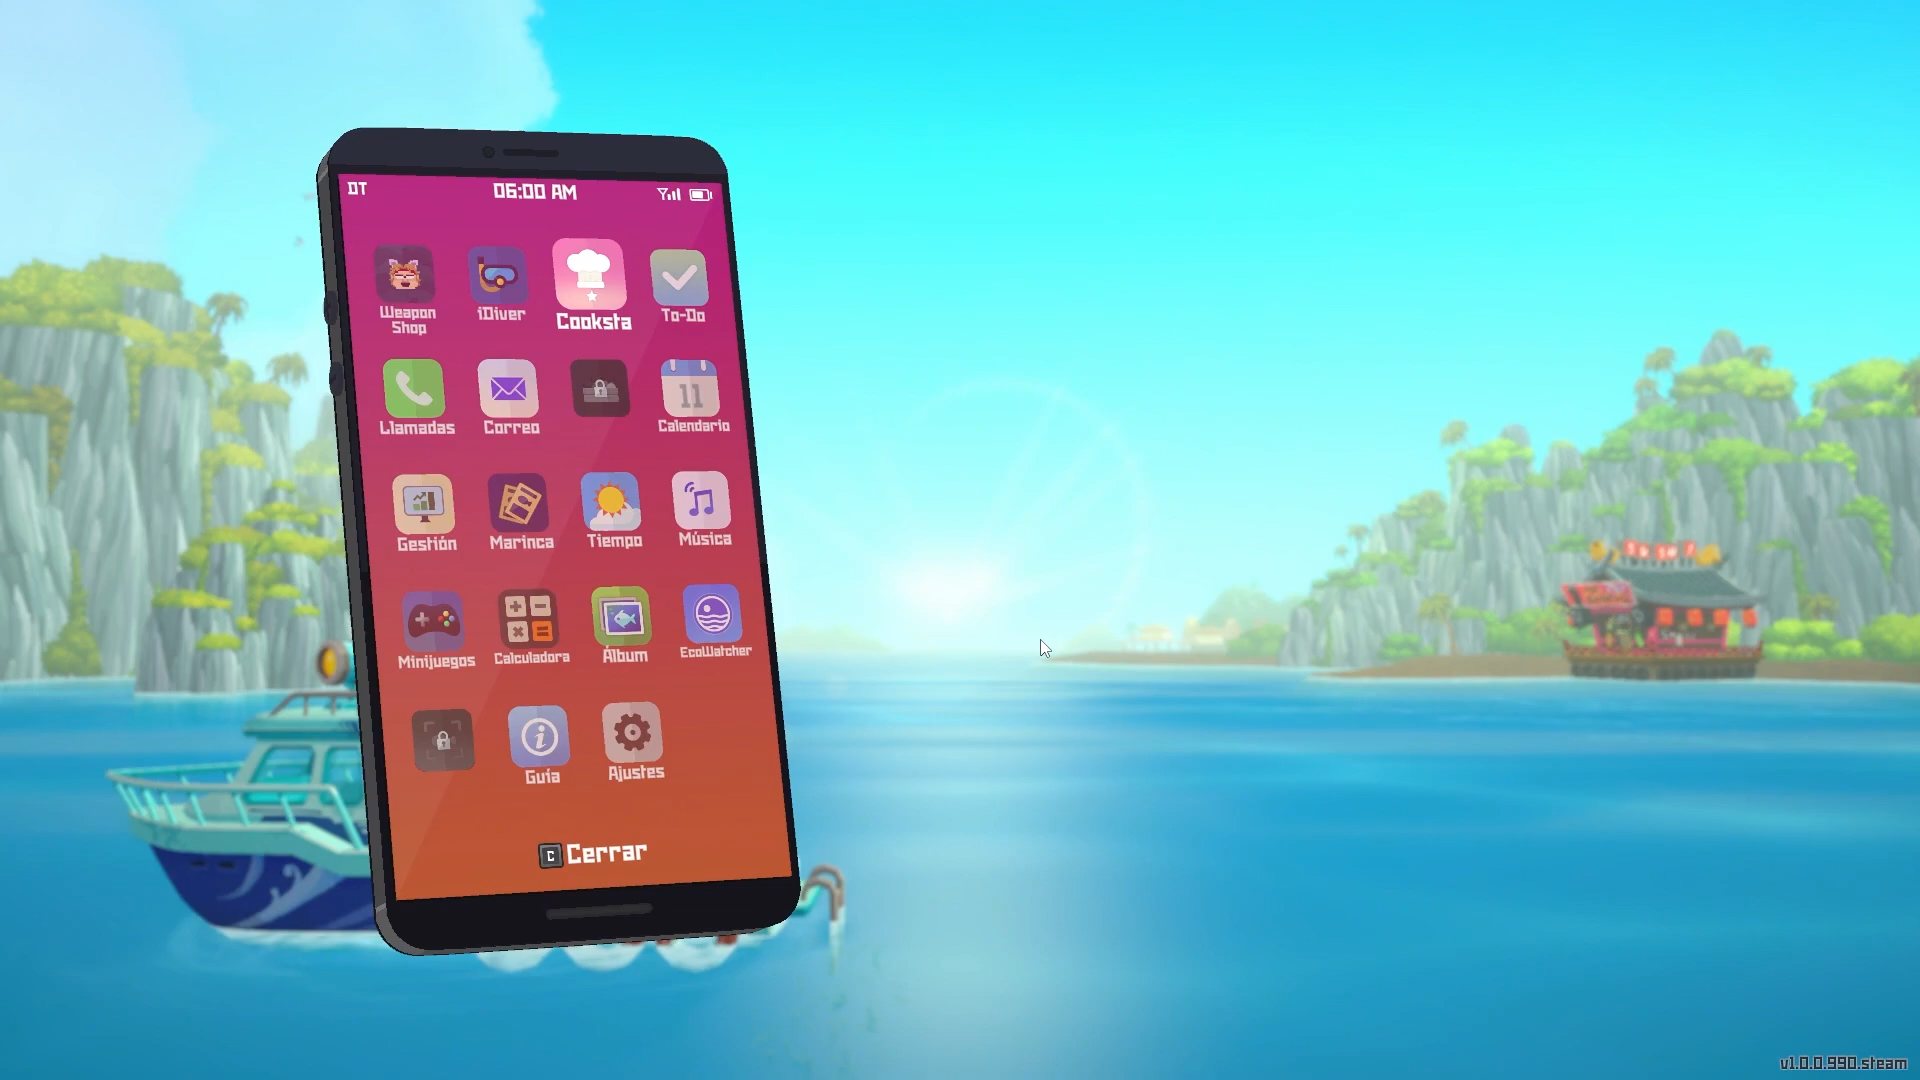 DT
06:00 AM
Weapon Shop
iDiver
Cooksta
To-Do
Llamadas
Correo
11
Calendario
Gestión
Marinca
Tiempo
Música
Minijuegos
Calculadora
Álbum
EcoWatcher
Guía
Ajustes
C Cerrar
v1.0.0.990.steam